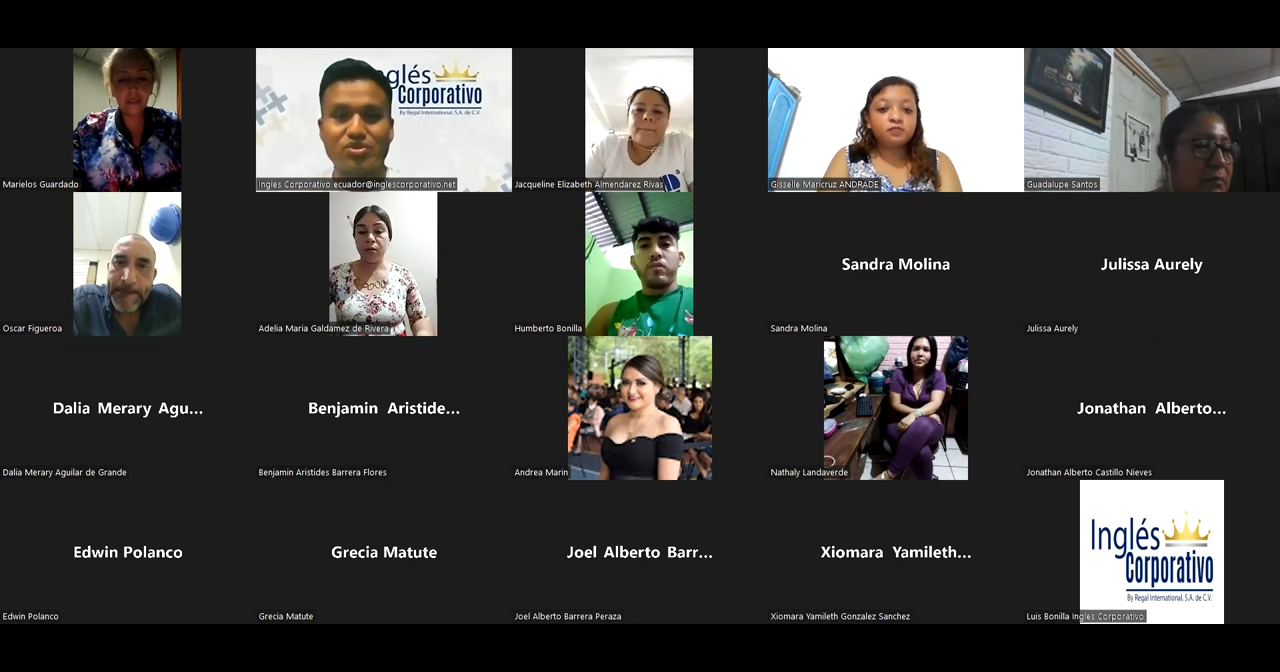 nglés
Corporativo
By Regal International, S.A. de C.V.
Marielos Guardado
Ingles Corporativo ecuador@inglescorporativo.net
Jacqueline Elizabeth Almendarez Rivas
Gisselle Maricruz ANDRADE
Guadalupe Santos
Sandra Molina
Julissa Aurely
Oscar Figueroa
Adelia Maria Galdamez de Rivera
Humberto Bonilla
Sandra Molina
Julissa Aurely
Dalia Merary Agu...
Benjamin Aristide...
Jonathan Alberto...
Dalia Merary Aguilar de Grande
Benjamin Aristides Barrera Flores
Andrea Marin
Nathaly Landaverde
Jonathan Alberto Castillo Nieves
Edwin Polanco
Grecia Matute
Joel Alberto Barr...
Xiomara Yamileth...
Inglés
Corporativo
By Regal International, S.A. de C.V.
Edwin Polanco
Grecia Matute
Joel Alberto Barrera Peraza
Xiomara Yamileth Gonzalez Sanchez
Luis Bonilla Ingles Corporativo